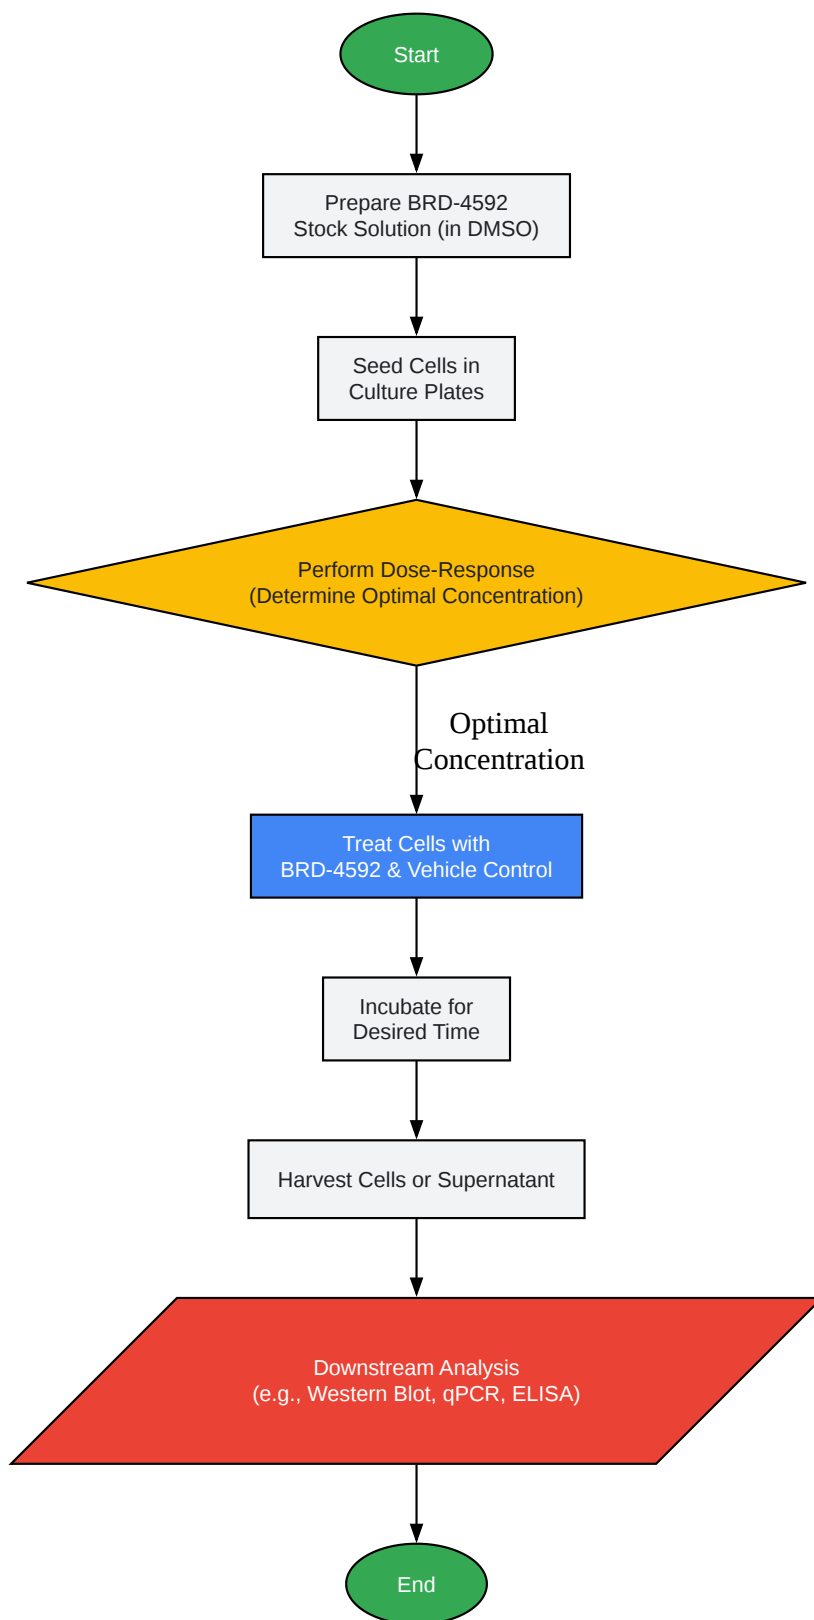 Start
Prepare BRD-4592
Stock Solution (in DMSO)
Seed Cells in
Culture Plates
Perform Dose-Response
(Determine Optimal Concentration)
Optimal
Concentration
Treat Cells with
BRD-4592 & Vehicle Control
Incubate for
Desired Time
Harvest Cells or Supernatant
Downstream Analysis
(e.g., Western Blot, qPCR, ELISA)
End